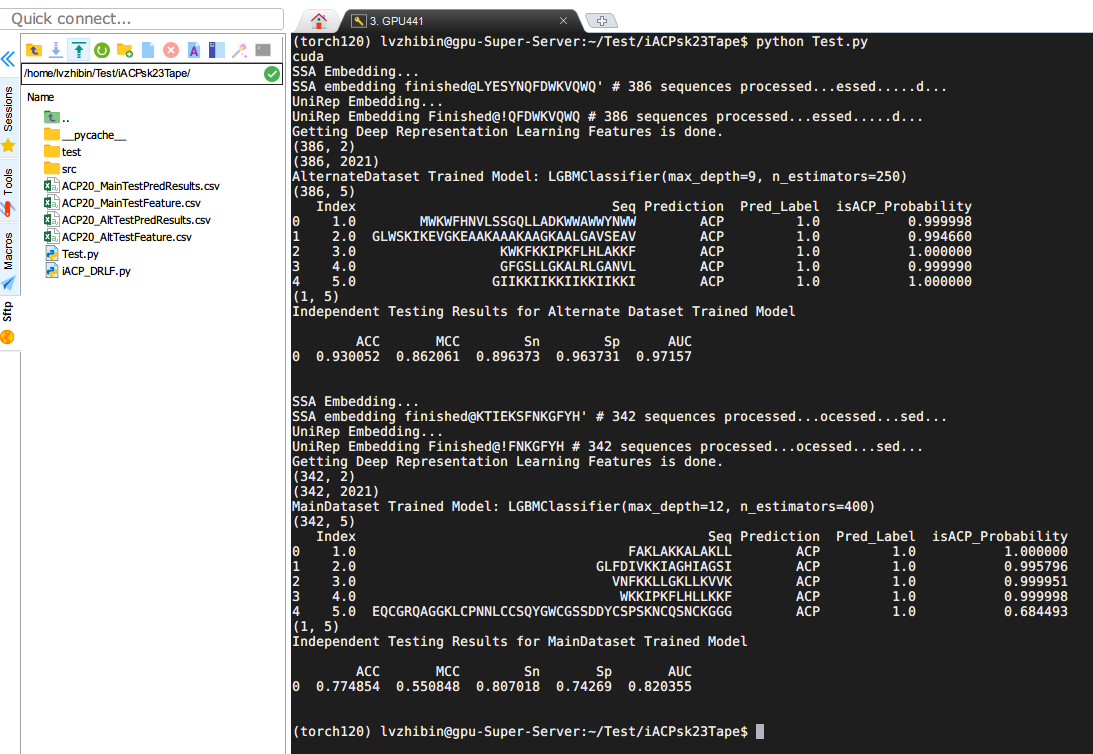 Quick connect...
3. GPU441
/home/lvzhibin/Test/iACPsk23Tape/
Name
..
__pycache__
test
src
ACP20_MainTestPredResults.csv
ACP20_MainTestFeature.csv
ACP20_AltTestPredResults.csv
ACP20_AltTestFeature.csv
Test.py
iACP_DRLF.py
Sessions
Tools
Macros
Sftp
(torch120) lvzhibin@gpu-Super-Server:~/Test/iACPsk23Tape$ python Test.py
cuda
SSA Embedding...
SSA embedding finished@LYESYNQFDWKVQWQ' # 386 sequences processed...essed.....d...
UniRep Embedding...
UniRep Embedding Finished@!QFDWKVQWQ # 386 sequences processed...essed.....d...
Getting Deep Representation Learning Features is done.
(386, 2)
(386, 2021)
AlternateDataset Trained Model: LGBMClassifier(max_depth=9, n_estimators=250)
(386, 5)
Index Seq Prediction Pred_Label isACP_Probability
0 1.0 MWKWFHNVLSSGQLLADKWWAWWYNWW ACP 1.0 0.999998
1 2.0 GLWSKIKEVGKEAAKAAAKAAGKAALGAVSEAV ACP 1.0 0.994660
2 3.0 KWKFKKIPKFLHLAKKF ACP 1.0 1.000000
3 4.0 GFGSLLGKALRLGANVL ACP 1.0 0.999990
4 5.0 GIIKKIIKKIIKKIIKKI ACP 1.0 1.000000
(1, 5)
Independent Testing Results for Alternate Dataset Trained Model
ACC MCC Sn Sp AUC
0 0.930052 0.862061 0.896373 0.963731 0.97157
SSA Embedding...
SSA embedding finished@KTIEKSFNKGFYH' # 342 sequences processed...ocessed...sed...
UniRep Embedding...
UniRep Embedding Finished@!FNKGFYH # 342 sequences processed...ocessed...sed...
Getting Deep Representation Learning Features is done.
(342, 2)
(342, 2021)
MainDataset Trained Model: LGBMClassifier(max_depth=12, n_estimators=400)
(342, 5)
Index Seq Prediction Pred_Label isACP_Probability
0 1.0 FAKLAKKALAKLL ACP 1.0 1.000000
1 2.0 GLFDIVKKIAGHIAGSI ACP 1.0 0.995796
2 3.0 VNFKKLLGKLLKVVK ACP 1.0 0.999951
3 4.0 WKKIPKFLHLLKKF ACP 1.0 0.999998
4 5.0 EQCGRQAGGKLCPNNLCCSQYGWCGSSDDYCSPSKNCQSNCKGGG ACP 1.0 0.684493
(1, 5)
Independent Testing Results for MainDataset Trained Model
ACC MCC Sn Sp AUC
0 0.774854 0.550848 0.807018 0.74269 0.820355
(torch120) lvzhibin@gpu-Super-Server:~/Test/iACPsk23Tape$